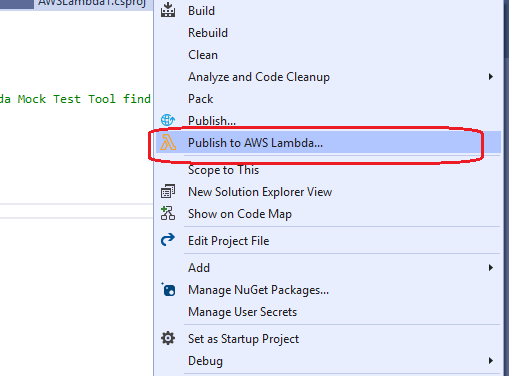 AWSLambda1.csproj
Build
Rebuild
Clean
Analyze and Code Cleanup
Pack
da Mock Test Tool find
Publish...
Publish to AWS Lambda...
Scope to This
New Solution Explorer View
Show on Code Map
Edit Project File
Add
Manage NuGet Packages...
Manage User Secrets
Set as Startup Project
Debug